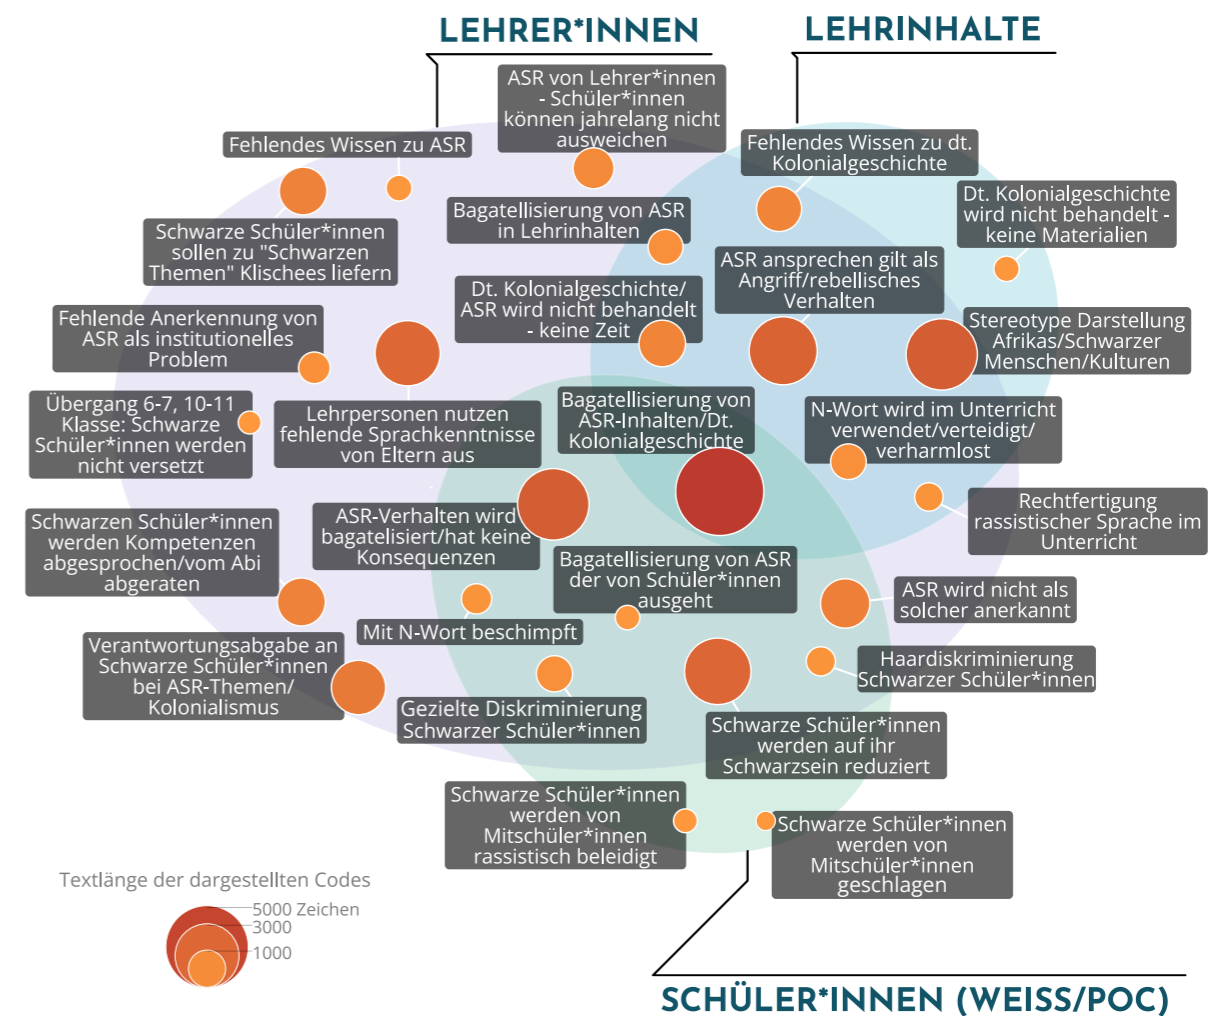 LEHRER*INNEN
LEHRINHALTE
ASR von Lehrer*innen
- Schüler*innen
können jahrelang nicht
ausweichen
Fehlendes Wissen zu ASR
Fehlendes Wissen zu dt.
Kolonialgeschichte
Dt. Kolonialgeschichte
wird nicht behandelt -
keine Materialien
Schwarze Schüler*innen
sollen zu "Schwarzen
Themen" Klischees liefern
Bagatellisierung von ASR
in Lehrinhalten
ASR ansprechen gilt als
Angriff/rebellisches
Verhalten
Dt. Kolonialgeschichte/
ASR wird nicht behandelt
- keine Zeit
Fehlende Anerkennung von
ASR als institutionelles
Problem
Stereotype Darstellung
Afrikas/Schwarzer
Menschen/Kulturen
Übergang 6-7, 10-11
Klasse: Schwarze
Schüler*innen werden
nicht versetzt
Lehrpersonen nutzen
fehlende Sprachkenntnisse
von Eltern aus
Bagatellisierung von
ASR-Inhalten/Dt.
Kolonialgeschichte
N-Wort wird im Unterricht
verwendet/verteidigt/
verharmlost
Rechtfertigung
rassistischer Sprache im
Unterricht
Schwarzen Schüler*innen
werden Kompetenzen
abgesprochen/vom Abi
abgeraten
ASR-Verhalten wird
bagatelisiert/hat keine
Konsequenzen
Bagatellisierung von ASR
der von Schüler*innen
ausgeht
ASR wird nicht als
solcher anerkannt
Mit N-Wort beschimpft
Verantwortungsabgabe an
Schwarze Schüler*innen
bei ASR-Themen/
Kolonialismus
Haardiskriminierung
Schwarzer Schüler*innen
Gezielte Diskriminierung
Schwarzer Schüler*innen
Schwarze Schüler*innen
werden auf ihr
Schwarzsein reduziert
Schwarze Schüler*innen
werden von
Mitschüler*innen
rassistisch beleidigt
Schwarze Schüler*innen
werden von
Mitschüler*innen
geschlagen
Textlänge der dargestellten Codes
5000 Zeichen
3000
1000
SCHÜLER*INNEN (WEISS/POC)